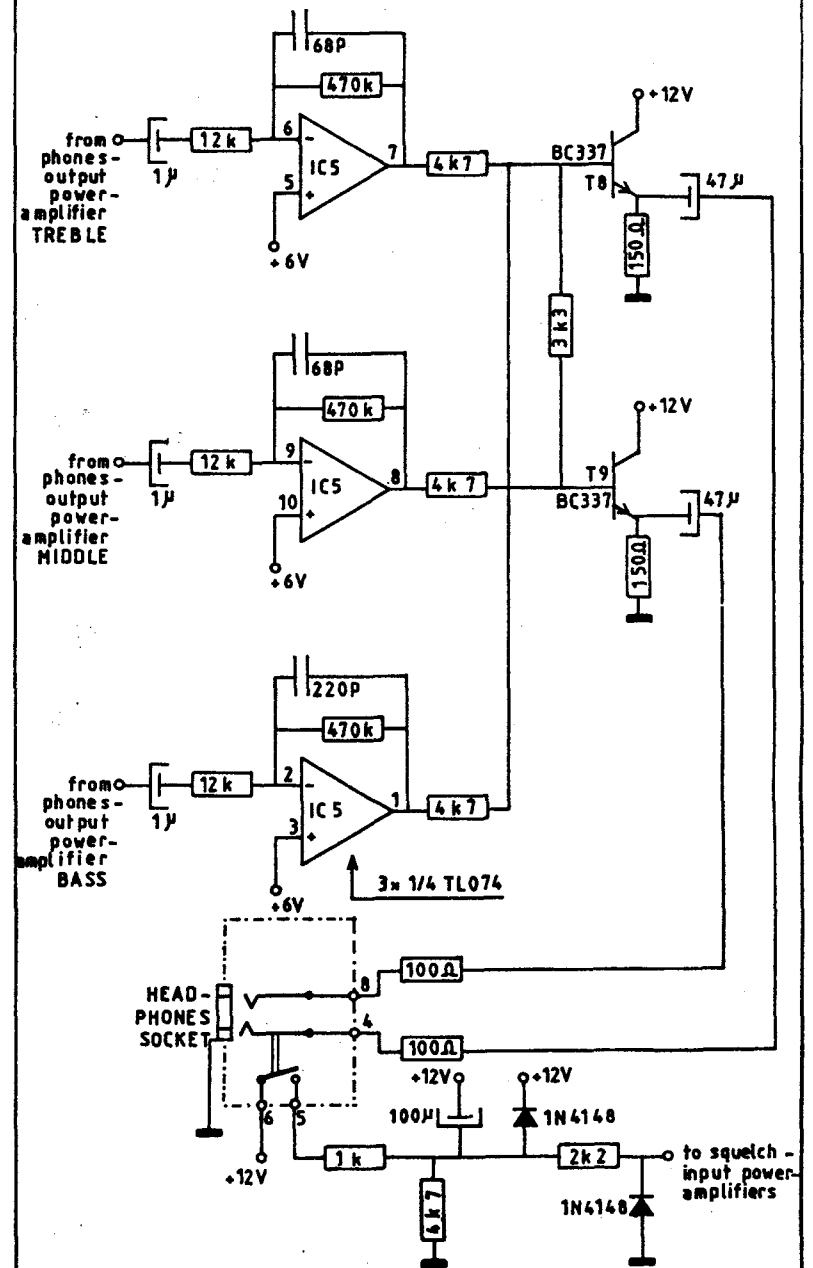 68P
470k
+12V
from
phones-
output
power-
amplifier
TREBLE
1µ
12k
6
-
IC5
5
+
7
4k7
BC337
T8
47µ
150Ω
+6V
3k3
68P
470k
+12V
from
phones-
output
power-
amplifier
MIDDLE
1µ
12k
9
-
IC5
10
+
8
4k7
T9
BC337
47µ
150Ω
+6V
220P
470k
from
phones-
output
power-
amplifier
BASS
1µ
12k
2
-
IC5
3
+
1
4k7
3x 1/4 TL074
+6V
HEAD-
PHONES
SOCKET
8
100Ω
4
100Ω
6
5
+12V
+12V
+12V
100µ
1N4148
1k
4k7
2k2
to squelch-
input power-
amplifiers
1N4148